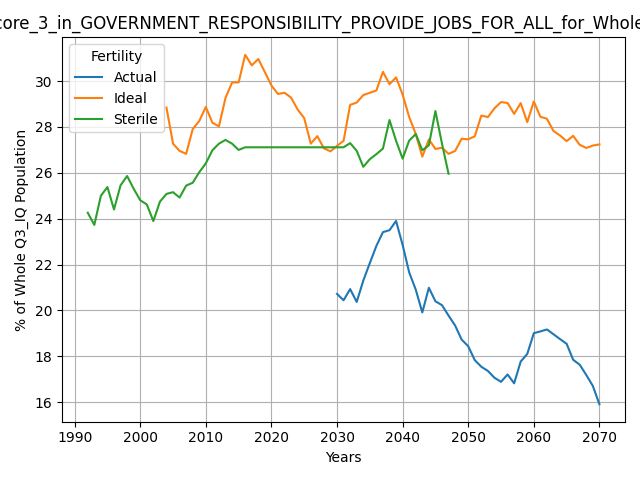 core_3_in_GOVERNMENT_RESPONSIBILITY_PROVIDE_JOBS_FOR_ALL_for_Whole
Fertility
Actual
Ideal
Sterile
% of Whole Q3_IQ Population
30
28
26
24
22
20
18
16
1990 2000 2010 2020 2030 2040 2050 2060 2070
Years